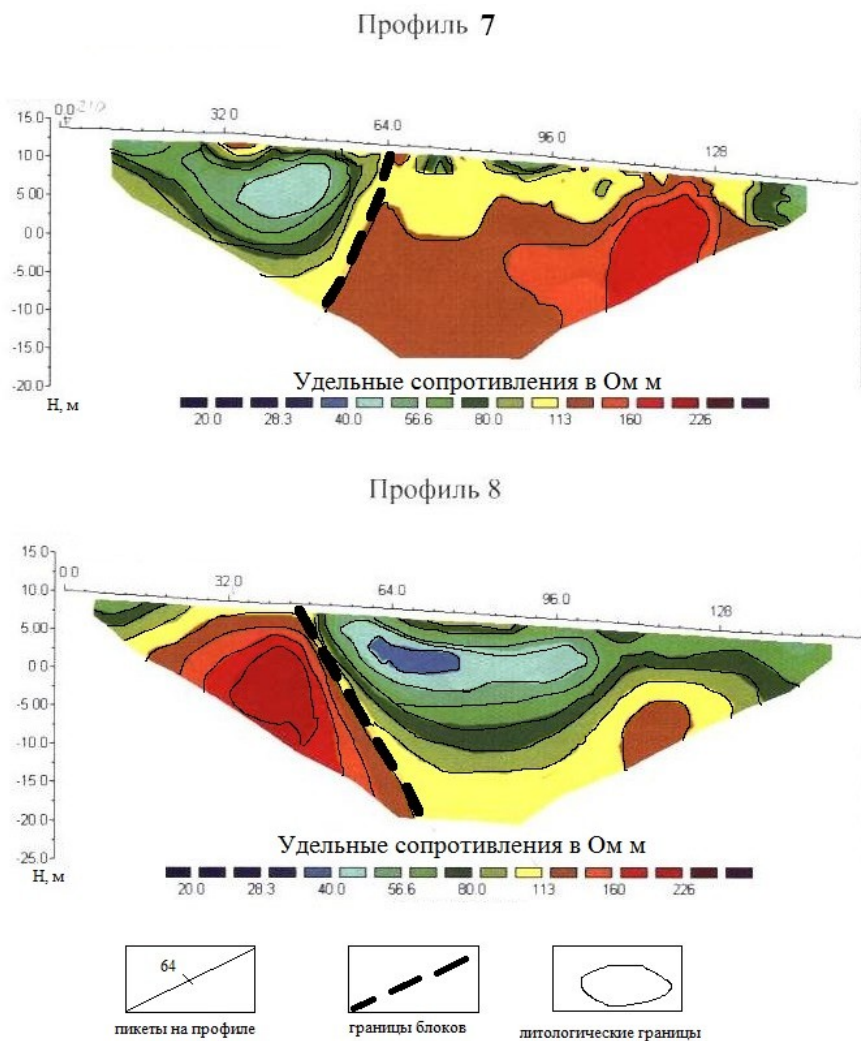 Профиль 7
15.0
10.0
5.00
0.0
-5.00
-10.0
-15.0
-20.0
Н, м
0.0 32.0 64.0 96.0 128
Удельные сопротивления в Ом м
20.0 28.3 40.0 56.6 80.0 113 160 226
Профиль 8
15.0
10.0
5.00
0.0
-5.00
-10.0
-15.0
-20.0
-25.0
Н, м
0.0 32.0 64.0 96.0 128
Удельные сопротивления в Ом м
20.0 28.3 40.0 56.6 80.0 113 160 226
64
пикеты на профиле
границы блоков
литологические границы